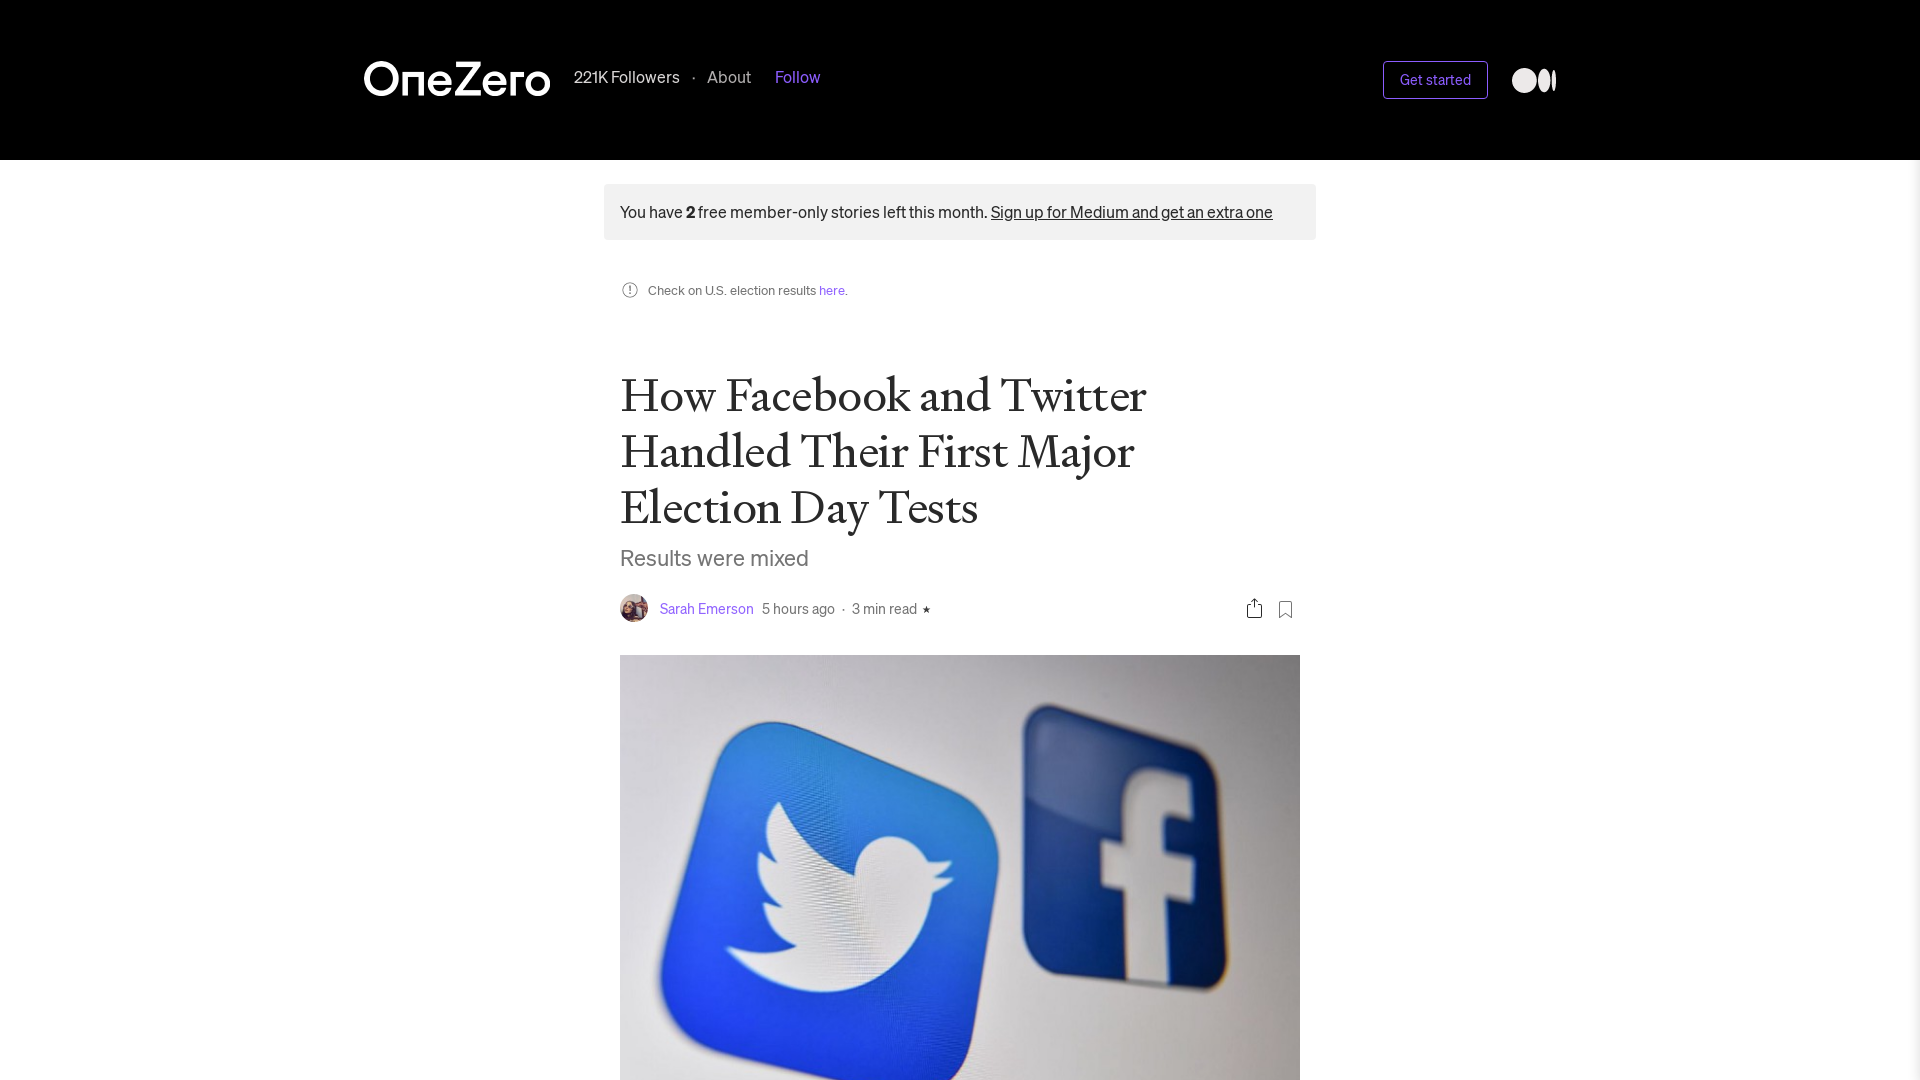 OneZero 221K Followers · About Follow Get started
You have 2 free member-only stories left this month. Sign up for Medium and get an extra one
Check on U.S. election results here.
How Facebook and Twitter
Handled Their First Major
Election Day Tests
Results were mixed
Sarah Emerson 5 hours ago · 3 min read ★